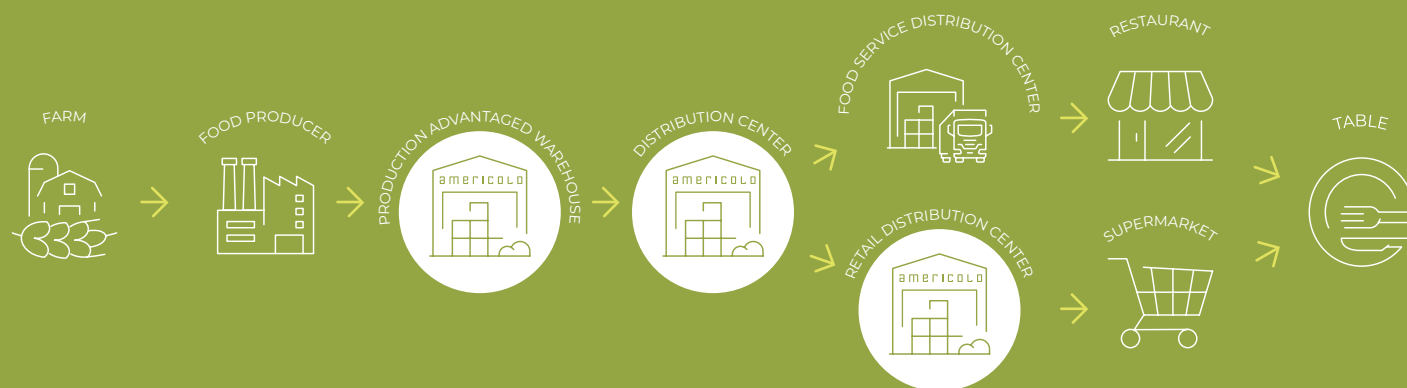 FARM
FOOD PRODUCER
PRODUCTION ADVANTAGED WAREHOUSE
americold
DISTRIBUTION CENTER
americold
FOOD SERVICE DISTRIBUTION CENTER
RESTAURANT
RETAIL DISTRIBUTION CENTER
americold
SUPERMARKET
TABLE